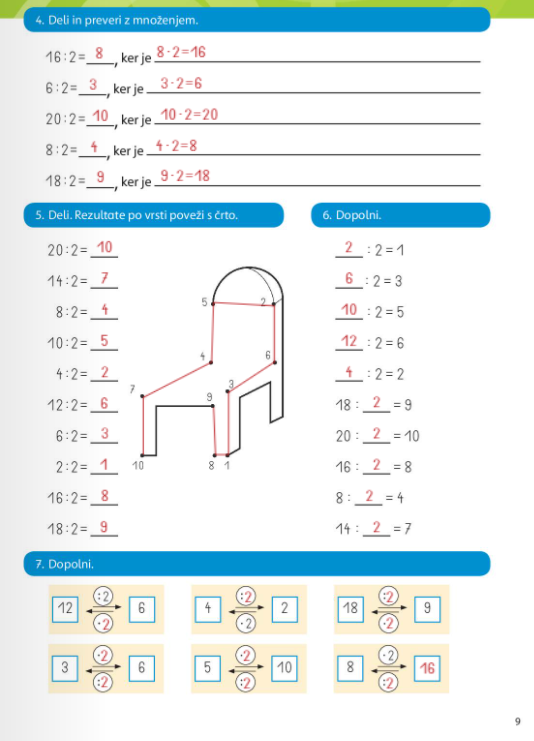 4. Deli in preveri z množenjem.
16 : 2 = 8, ker je 8 · 2 = 16
6 : 2 = 3, ker je 3 · 2 = 6
20 : 2 = 10, ker je 10 · 2 = 20
8 : 2 = 4, ker je 4 · 2 = 8
18 : 2 = 9, ker je 9 · 2 = 18
5. Deli. Rezultate po vrsti poveži s črto.
20 : 2 = 10
14 : 2 = 7
8 : 2 = 4
10 : 2 = 5
4 : 2 = 2
12 : 2 = 6
6 : 2 = 3
2 : 2 = 1
16 : 2 = 8
18 : 2 = 9
5 2
4 6
7 3
9
10 8 1
6. Dopolni.
2 : 2 = 1
6 : 2 = 3
10 : 2 = 5
12 : 2 = 6
4 : 2 = 2
18 : 2 = 9
20 : 2 = 10
16 : 2 = 8
8 : 2 = 4
14 : 2 = 7
7. Dopolni.
:2 :2 :2
12 6 4 2 18 9
·2 ·2 ·2
·2 ·2 ·2
3 6 5 10 8 16
:2 :2 :2
9